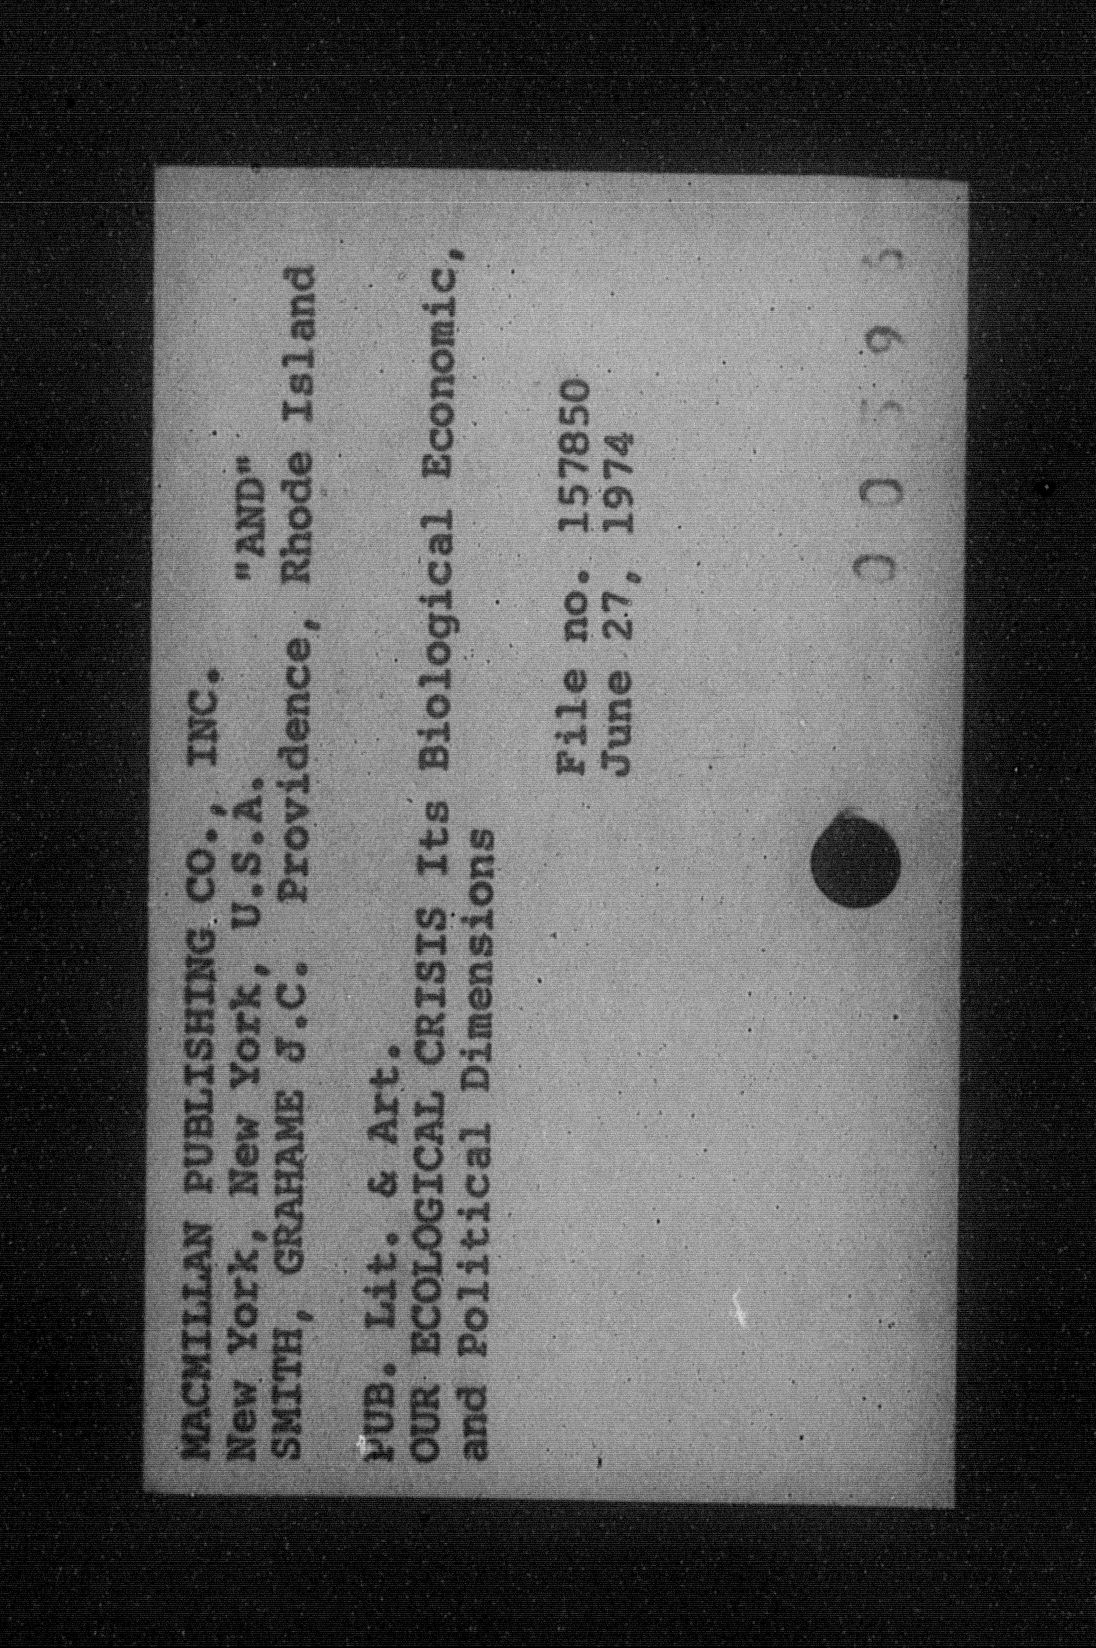 MACMILLAN PUBLISHING CO., INC.
New York, New York, U.S.A. "AND"
SMITH, GRAHAME J.C. Providence, Rhode Island
PUB. Lit. & Art.
OUR ECOLOGICAL CRISIS Its Biological Economic,
and Political Dimensions
File no. 157850
June 27, 1974